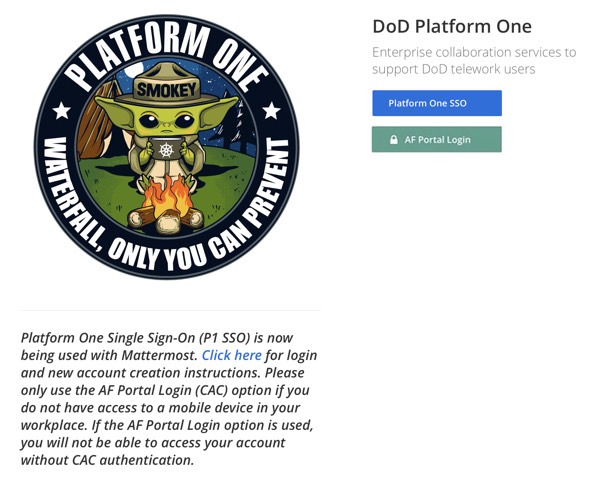 PLATFORM ONE
SMOKEY
WATERFALL, ONLY YOU CAN PREVENT
DoD Platform One
Enterprise collaboration services to
support DoD telework users
Platform One SSO
AF Portal Login
Platform One Single Sign-On (P1 SSO) is now
being used with Mattermost. Click here for login
and new account creation instructions. Please
only use the AF Portal Login (CAC) option if you
do not have access to a mobile device in your
workplace. If the AF Portal Login option is used,
you will not be able to access your account
without CAC authentication.